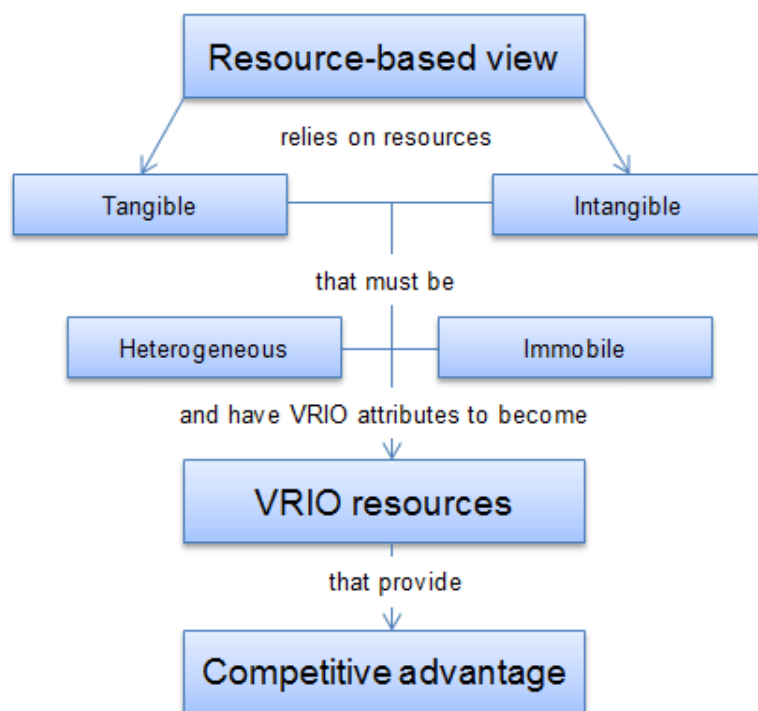 Resource-based view
relies on resources
Tangible
Intangible
that must be
Heterogeneous
Immobile
and have VRIO attributes to become
VRIO resources
that provide
Competitive advantage